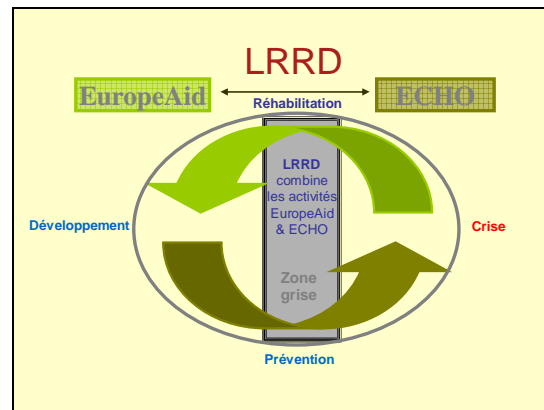 LRRD
EuropeAid
ECHO
Réhabilitation
LRRD
combine
les activités
EuropeAid
& ECHO
Développement
Crise
Zone
grise
Prévention